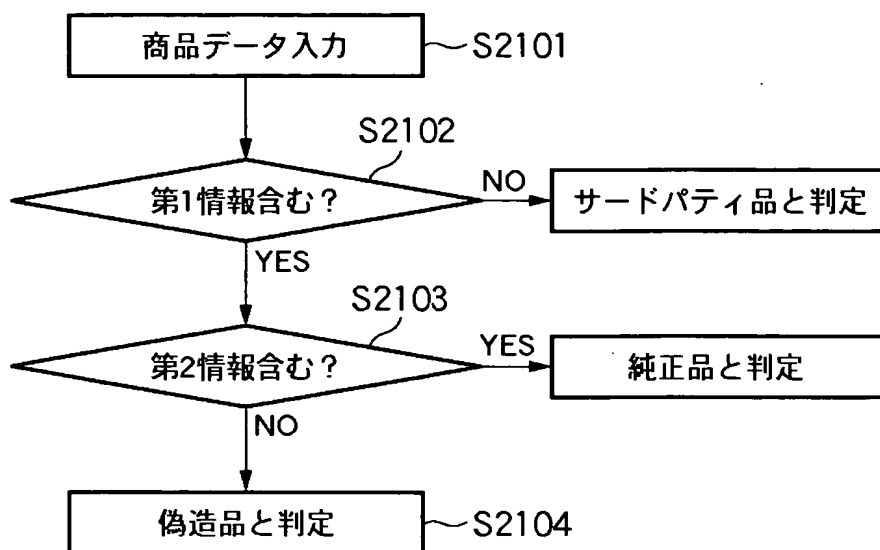 商品データ入力
S2101
S2102
第1情報含む？
NO
サードパティ品と判定
YES
S2103
第2情報含む？
YES
純正品と判定
NO
偽造品と判定
S2104